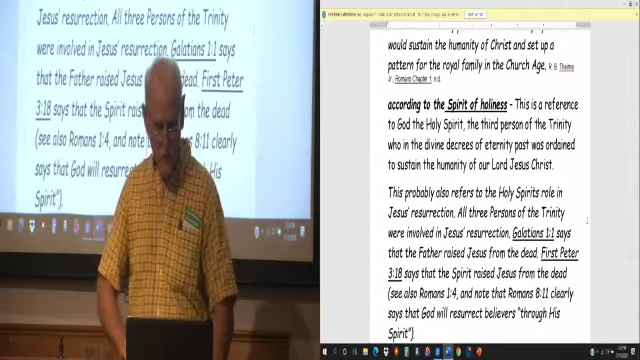 Jesus' resurrection. All three Persons of the Trinity
were involved in Jesus' resurrection. Galatians 1:1 says
that the Father raised Jesus dead, First Peter
3:18 says that the Spirit raised from the dead
(see also Romans 1:4, and note 8:11 clearly
says that God will resurrect His
Spirit").
would sustain the humanity of Christ and set up a
pattern for the royal family in the Church Age, R. B. Thieme
Jr, Romans Chapter 1, n.d.
according to the Spirit of holiness - This is a reference
to God the Holy Spirit, the third person of the Trinity
who in the divine decrees of eternity past was ordained
to sustain the humanity of our Lord Jesus Christ.
This probably also refers to the Holy Spirits role in
Jesus' resurrection. All three Persons of the Trinity
were involved in Jesus' resurrection. Galatians 1:1 says
that the Father raised Jesus from the dead, First Peter
3:18 says that the Spirit raised Jesus from the dead
(see also Romans 1:4, and note that Romans 8:11 clearly
says that God will resurrect believers "through His
Spirit").